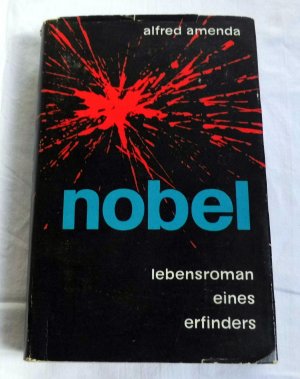 alfred amenda
nobel
lebensroman
eines
erfinders